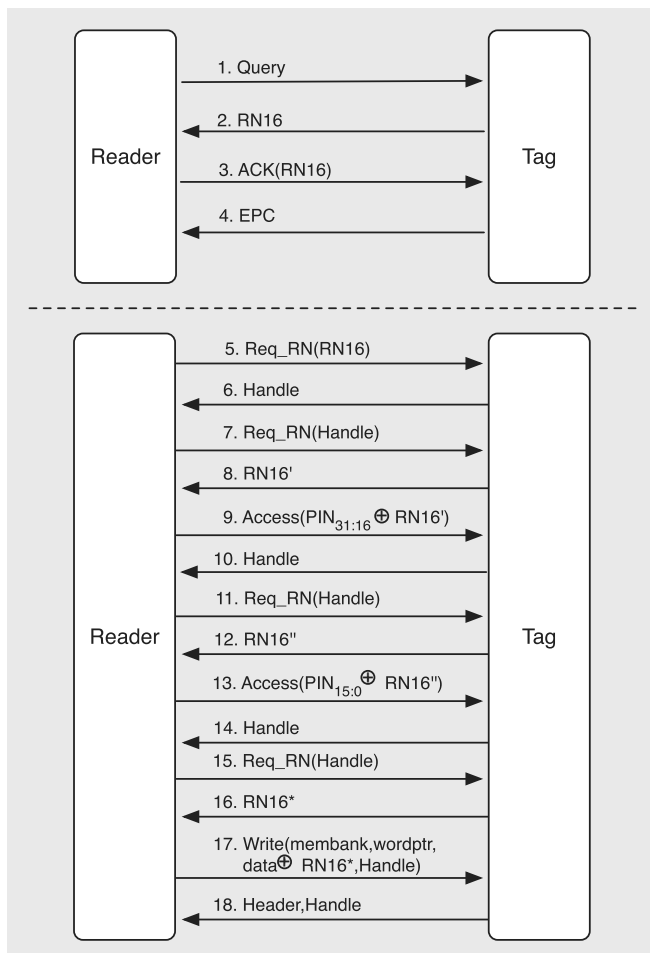 Reader
Tag
1. Query
2. RN16
3. ACK(RN16)
4. EPC
Reader
Tag
5. Req_RN(RN16)
6. Handle
7. Req_RN(Handle)
8. RN16'
9. Access(PIN31:16 ⊕ RN16')
10. Handle
11. Req_RN(Handle)
12. RN16"
13. Access(PIN15:0 ⊕ RN16")
14. Handle
15. Req_RN(Handle)
16. RN16*
17. Write(membank,wordptr,
data⊕ RN16*,Handle)
18. Header,Handle